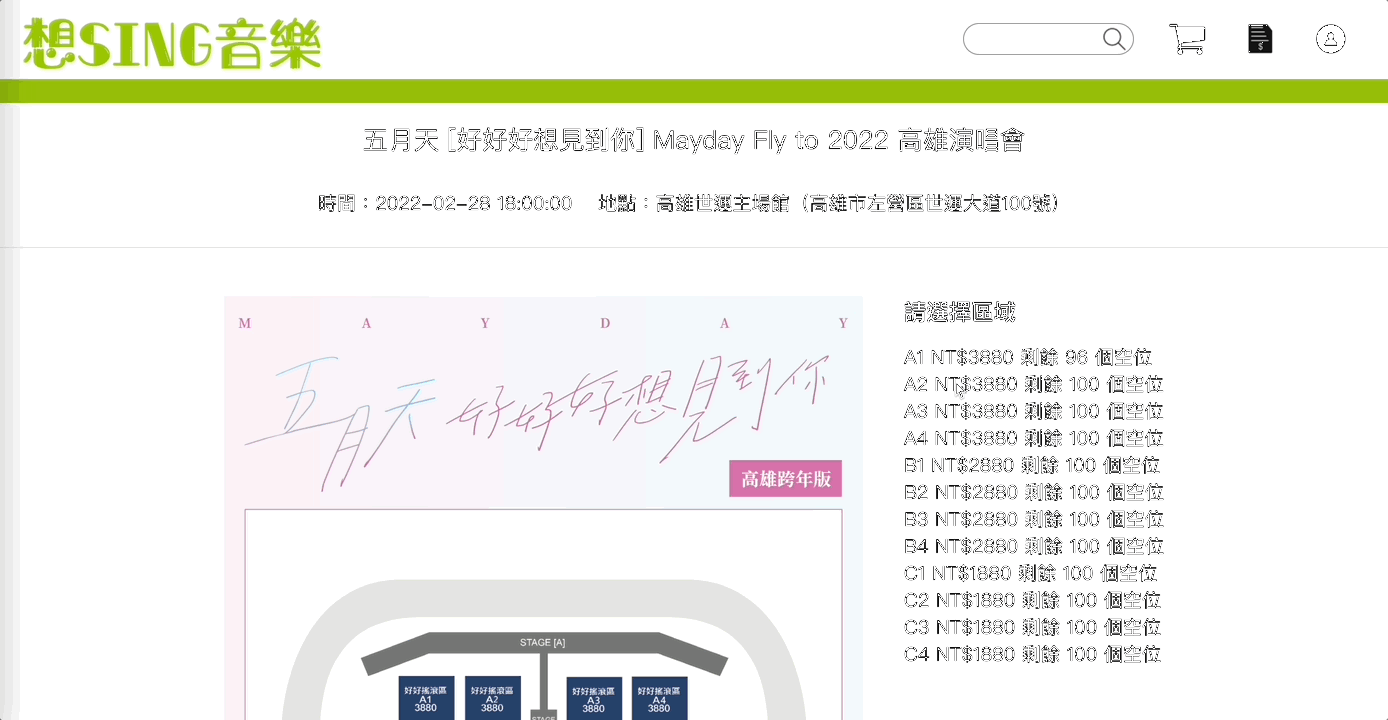 想SING音樂
五月天 [好好好想見到你] Mayday Fly to 2022 高雄演唱會
時間：2022-02-28 18:00:00 地點：高雄世運主場館 (高雄市左營區世運大道100號)
M A Y D A Y
五月天 好好好想見到你
高雄跨年版
STAGE [A]
好好搖滾區 A1 3880
好好搖滾區 A2 3880
STAGE
好好搖滾區 A3 3880
好好搖滾區 A4 3880
請選擇區域
A1 NT$3880 剩餘 96 個空位
A2 NT$3880 剩餘 100 個空位
A3 NT$3880 剩餘 100 個空位
A4 NT$3880 剩餘 100 個空位
B1 NT$2880 剩餘 100 個空位
B2 NT$2880 剩餘 100 個空位
B3 NT$2880 剩餘 100 個空位
B4 NT$2880 剩餘 100 個空位
C1 NT$1880 剩餘 100 個空位
C2 NT$1880 剩餘 100 個空位
C3 NT$1880 剩餘 100 個空位
C4 NT$1880 剩餘 100 個空位